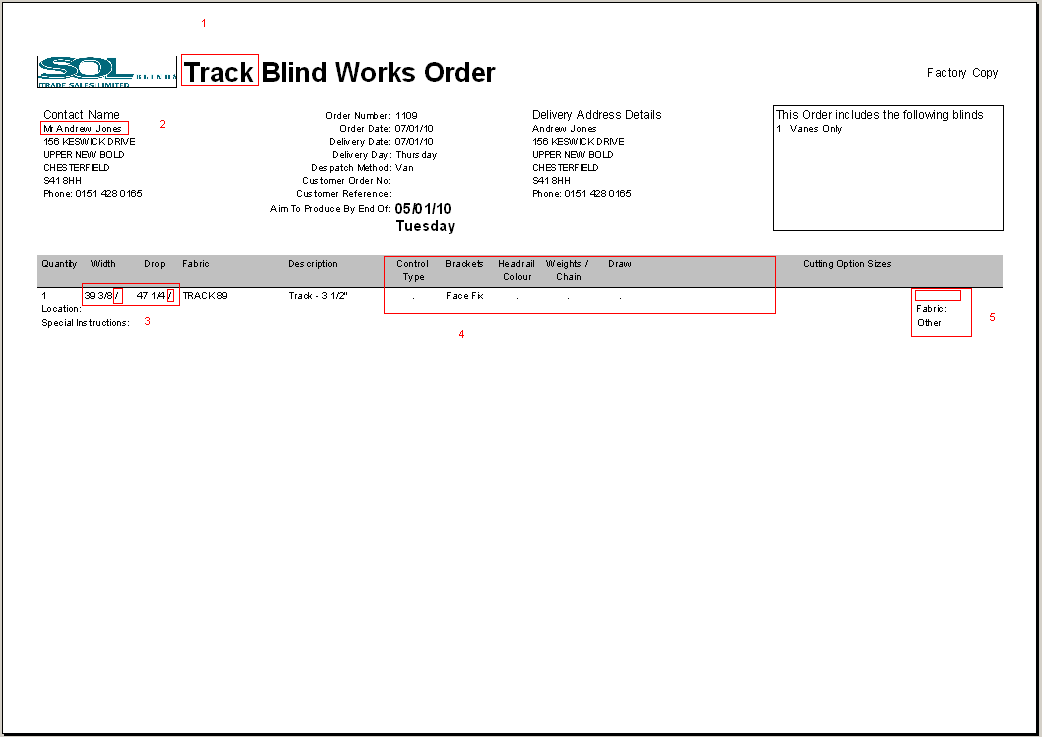 1
SOL BLINDS
TRADE SALES LIMITED
Track Blind Works Order
Factory Copy
Contact Name
Mr Andrew Jones
2
156 KESWICK DRIVE
UPPER NEW BOLD
CHESTERFIELD
S41 8HH
Phone: 0151 428 0165
Order Number: 1109
Order Date: 07/01/10
Delivery Date: 07/01/10
Delivery Day: Thursday
Despatch Method: Van
Customer Order No:
Customer Reference:
Aim To Produce By End Of: 05/01/10
Tuesday
Delivery Address Details
Andrew Jones
156 KESWICK DRIVE
UPPER NEW BOLD
CHESTERFIELD
S41 8HH
Phone: 0151 428 0165
This Order includes the following blinds
1 Vanes Only
Quantity Width Drop Fabric Description Control Type Brackets Headrail Colour Weights / Chain Draw Cutting Option Sizes
1 39 3/8 / 47 1/4 / TRACK89 Track - 3 1/2" . Face Fix . . .
Location:
Special Instructions: 3
4
Fabric:
Other
5